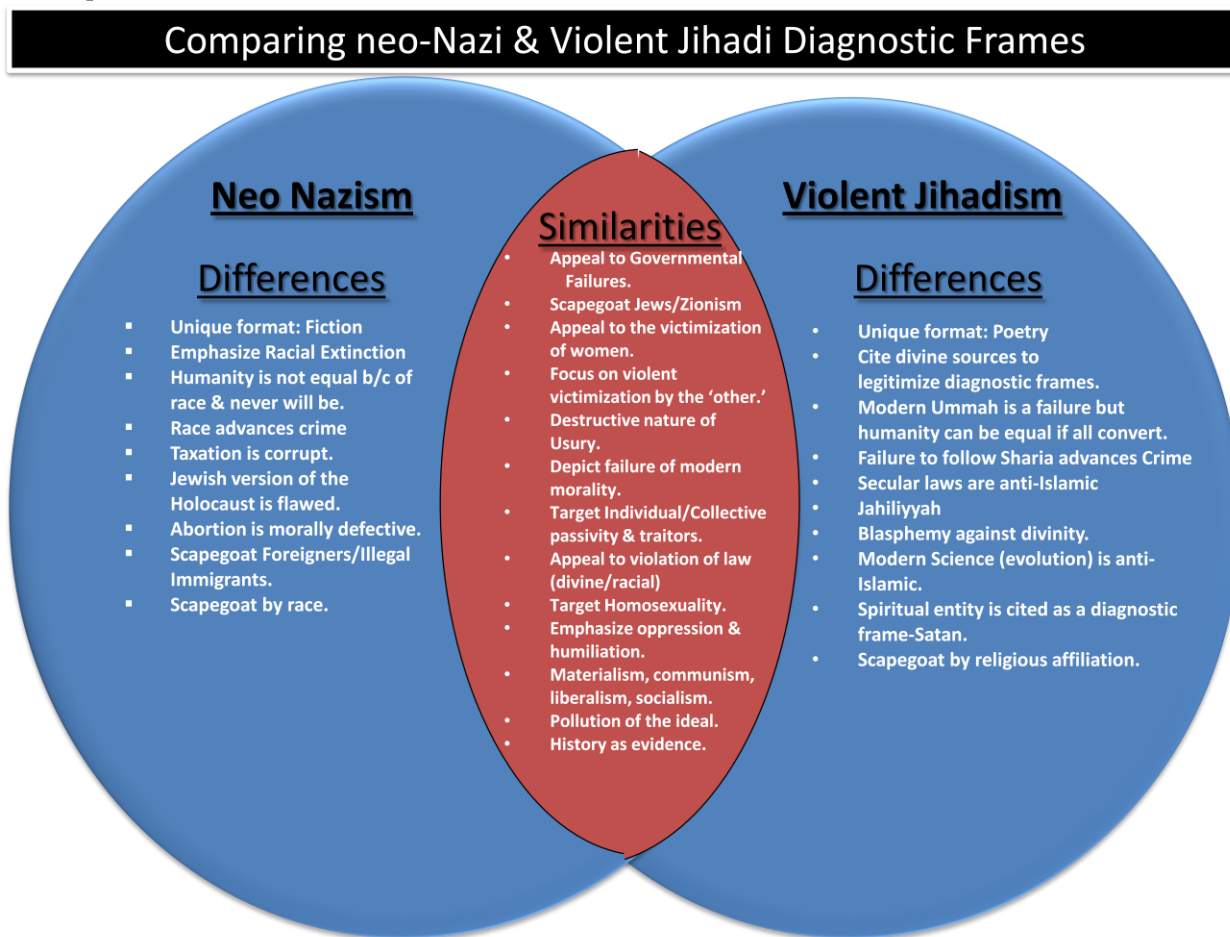 Comparing neo-Nazi & Violent Jihadi Diagnostic Frames
Neo Nazism
Differences
▪ Unique format: Fiction
▪ Emphasize Racial Extinction
▪ Humanity is not equal b/c of
race & never will be.
▪ Race advances crime
▪ Taxation is corrupt.
▪ Jewish version of the
Holocaust is flawed.
▪ Abortion is morally defective.
▪ Scapegoat Foreigners/Illegal
Immigrants.
▪ Scapegoat by race.
Similarities
• Appeal to Governmental
Failures.
• Scapegoat Jews/Zionism
• Appeal to the victimization
of women.
• Focus on violent
victimization by the ‘other.’
• Destructive nature of
Usury.
• Depict failure of modern
morality.
• Target Individual/Collective
passivity & traitors.
• Appeal to violation of law
(divine/racial)
• Target Homosexuality.
• Emphasize oppression &
humiliation.
• Materialism, communism,
liberalism, socialism.
• Pollution of the ideal.
• History as evidence.
Violent Jihadism
Differences
• Unique format: Poetry
• Cite divine sources to
legitimize diagnostic frames.
• Modern Ummah is a failure but
humanity can be equal if all convert.
• Failure to follow Sharia advances Crime
• Secular laws are anti-Islamic
• Jahiliyyah
• Blasphemy against divinity.
• Modern Science (evolution) is anti-
Islamic.
• Spiritual entity is cited as a diagnostic
frame-Satan.
• Scapegoat by religious affiliation.